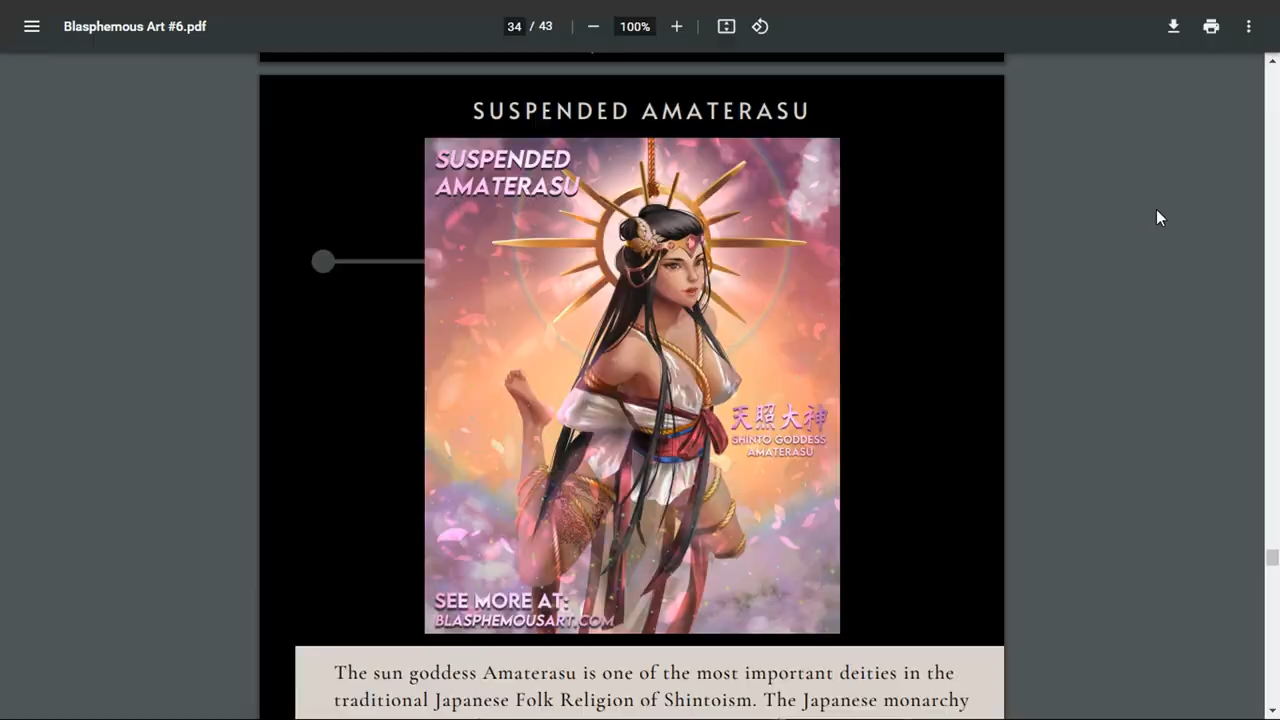 Blasphemous Art #6.pdf
34 / 43
100%
SUSPENDED AMATERASU
SUSPENDED
AMATERASU
天照大神
SHINTO GODDESS
AMATERASU
SEE MORE AT:
BLASPHEMOUSART.COM
The sun goddess Amaterasu is one of the most important deities in the
traditional Japanese Folk Religion of Shintoism. The Japanese monarchy